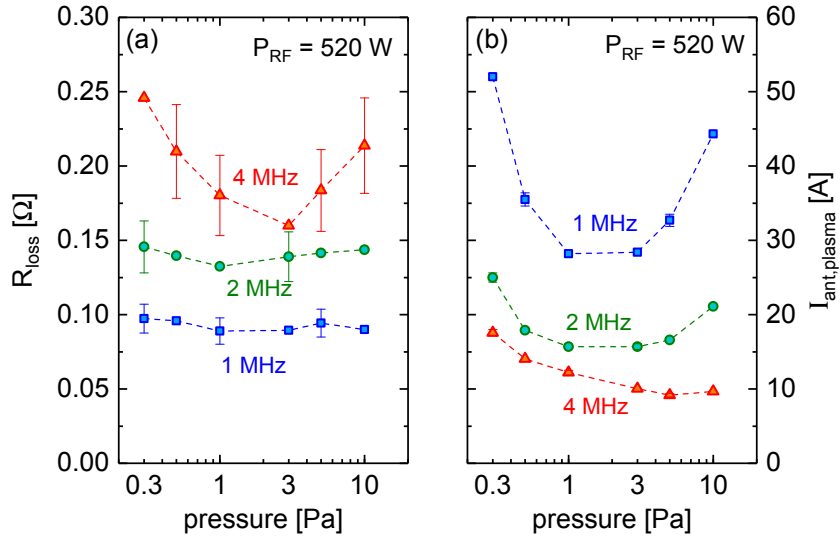 (a)
P_RF = 520 W
0.30
0.25
0.20
0.15
0.10
0.05
0.00
R_loss [Ω]
4 MHz
2 MHz
1 MHz
0.3
1
3
10
pressure [Pa]
(b)
P_RF = 520 W
1 MHz
2 MHz
4 MHz
0.3
1
3
10
pressure [Pa]
60
50
40
30
20
10
0
I_ant,plasma [A]